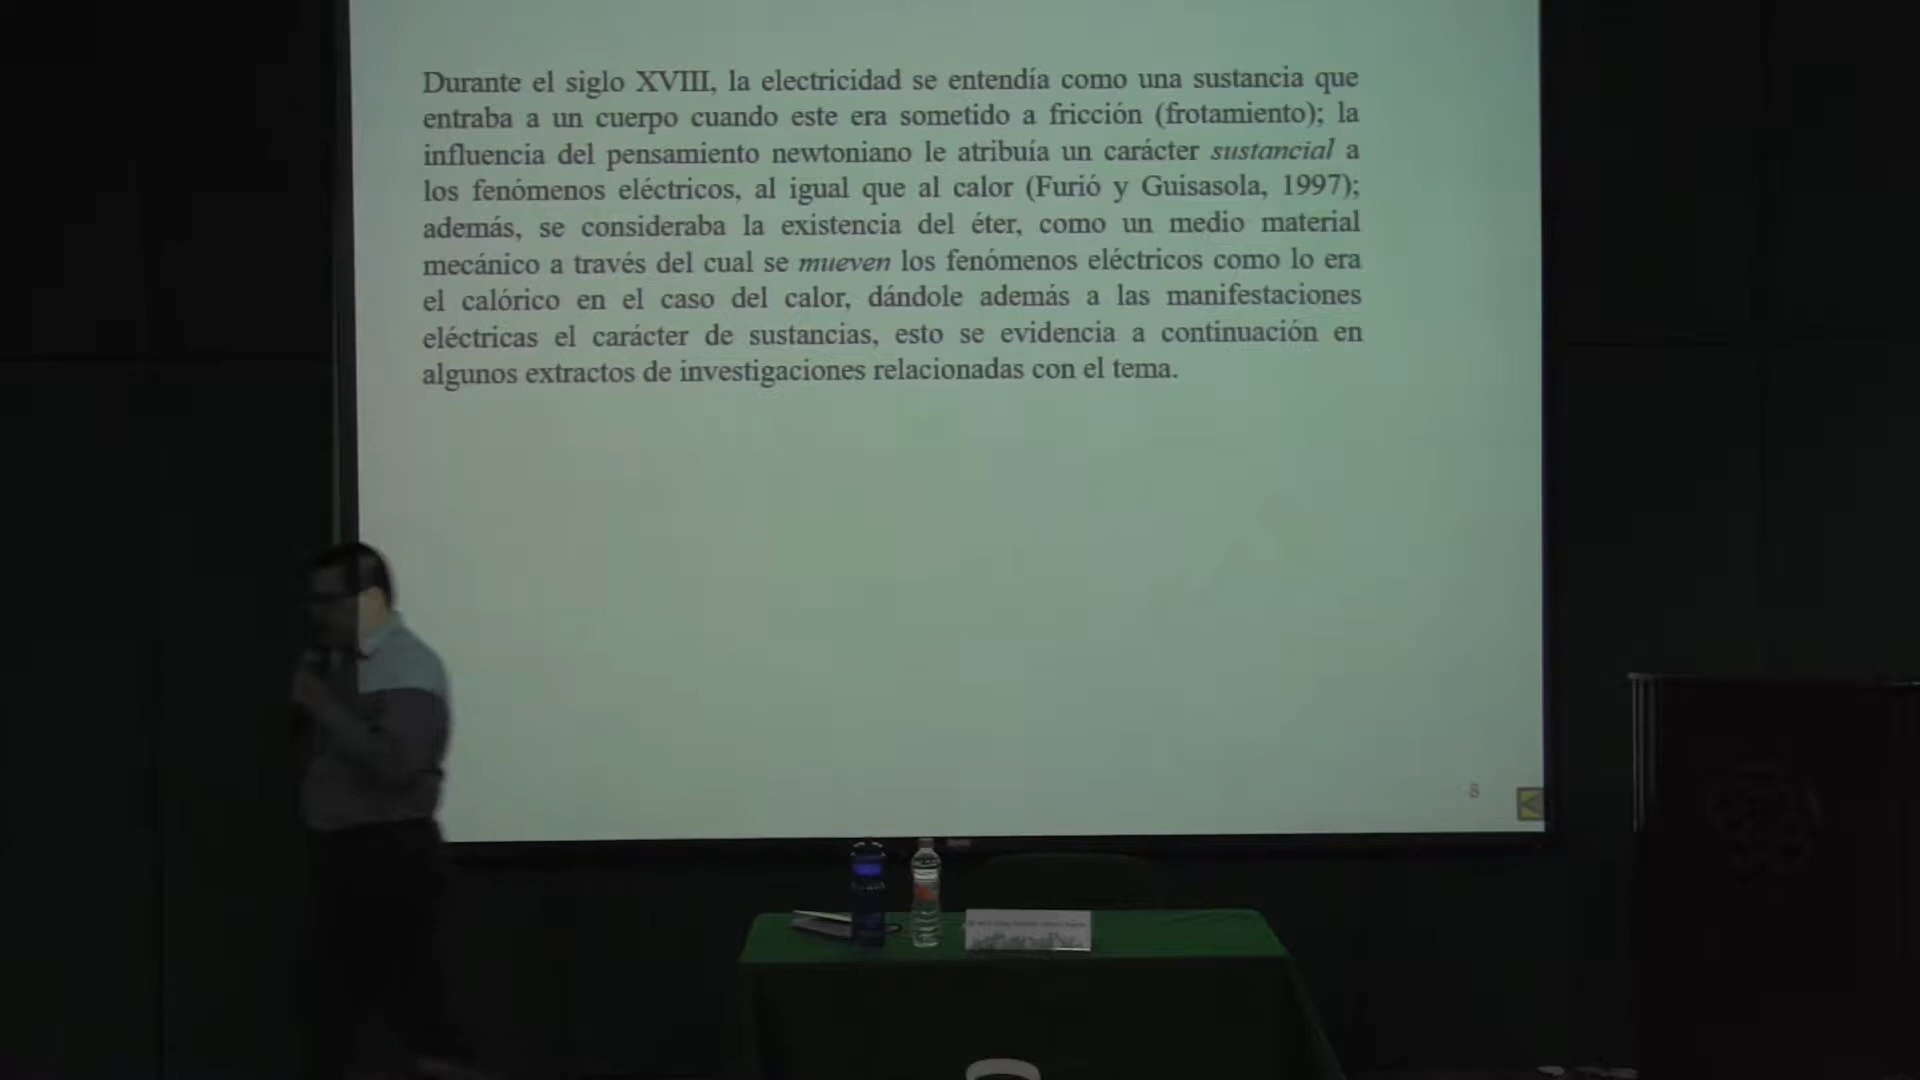 Durante el siglo XVIII, la electricidad se entendía como una sustancia que
entraba a un cuerpo cuando este era sometido a fricción (frotamiento); la
influencia del pensamiento newtoniano le atribuía un carácter sustancial a
los fenómenos eléctricos, al igual que al calor (Furió y Guisasola, 1997);
además, se consideraba la existencia del éter, como un medio material
mecánico a través del cual se mueven los fenómenos eléctricos como lo era
el calórico en el caso del calor, dándole además a las manifestaciones
eléctricas el carácter de sustancias, esto se evidencia a continuación en
algunos extractos de investigaciones relacionadas con el tema.
8